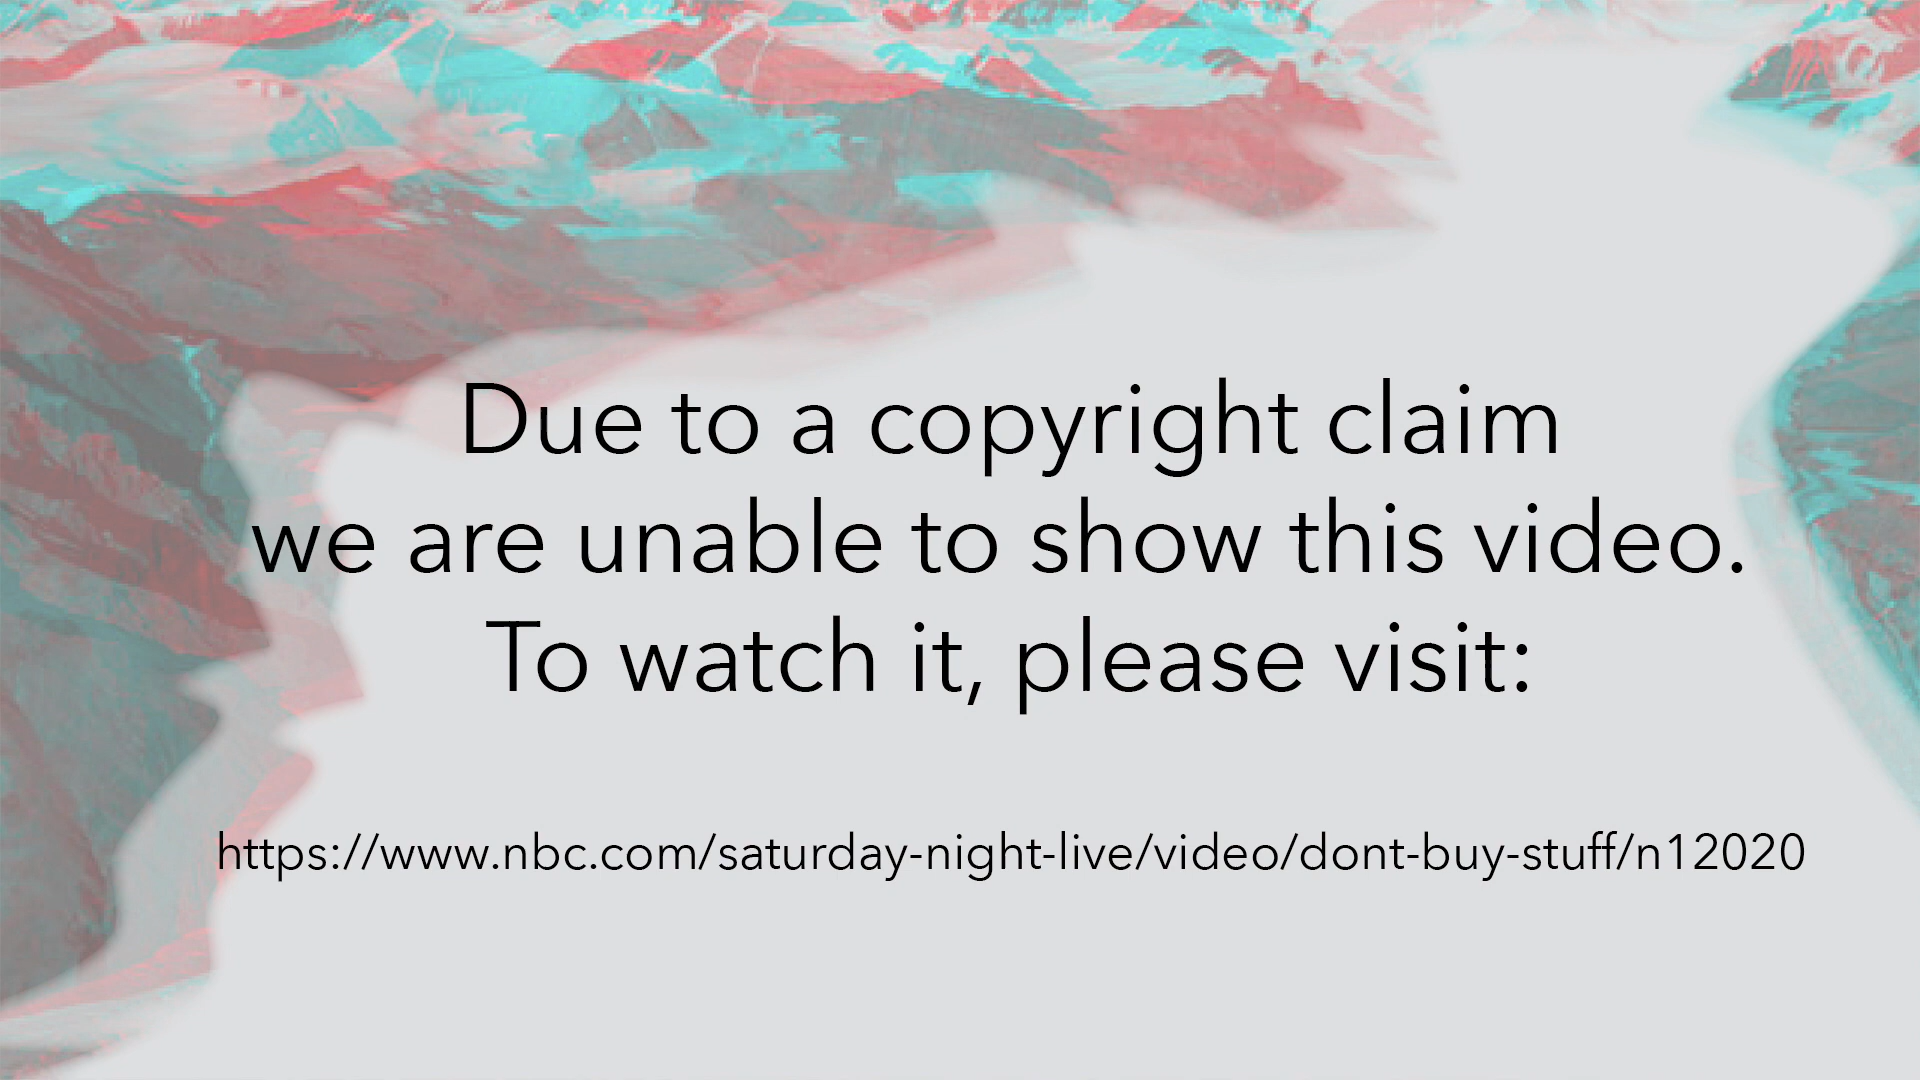 Due to a copyright claim
we are unable to show this video.
To watch it, please visit:
https://www.nbc.com/saturday-night-live/video/dont-buy-stuff/n12020